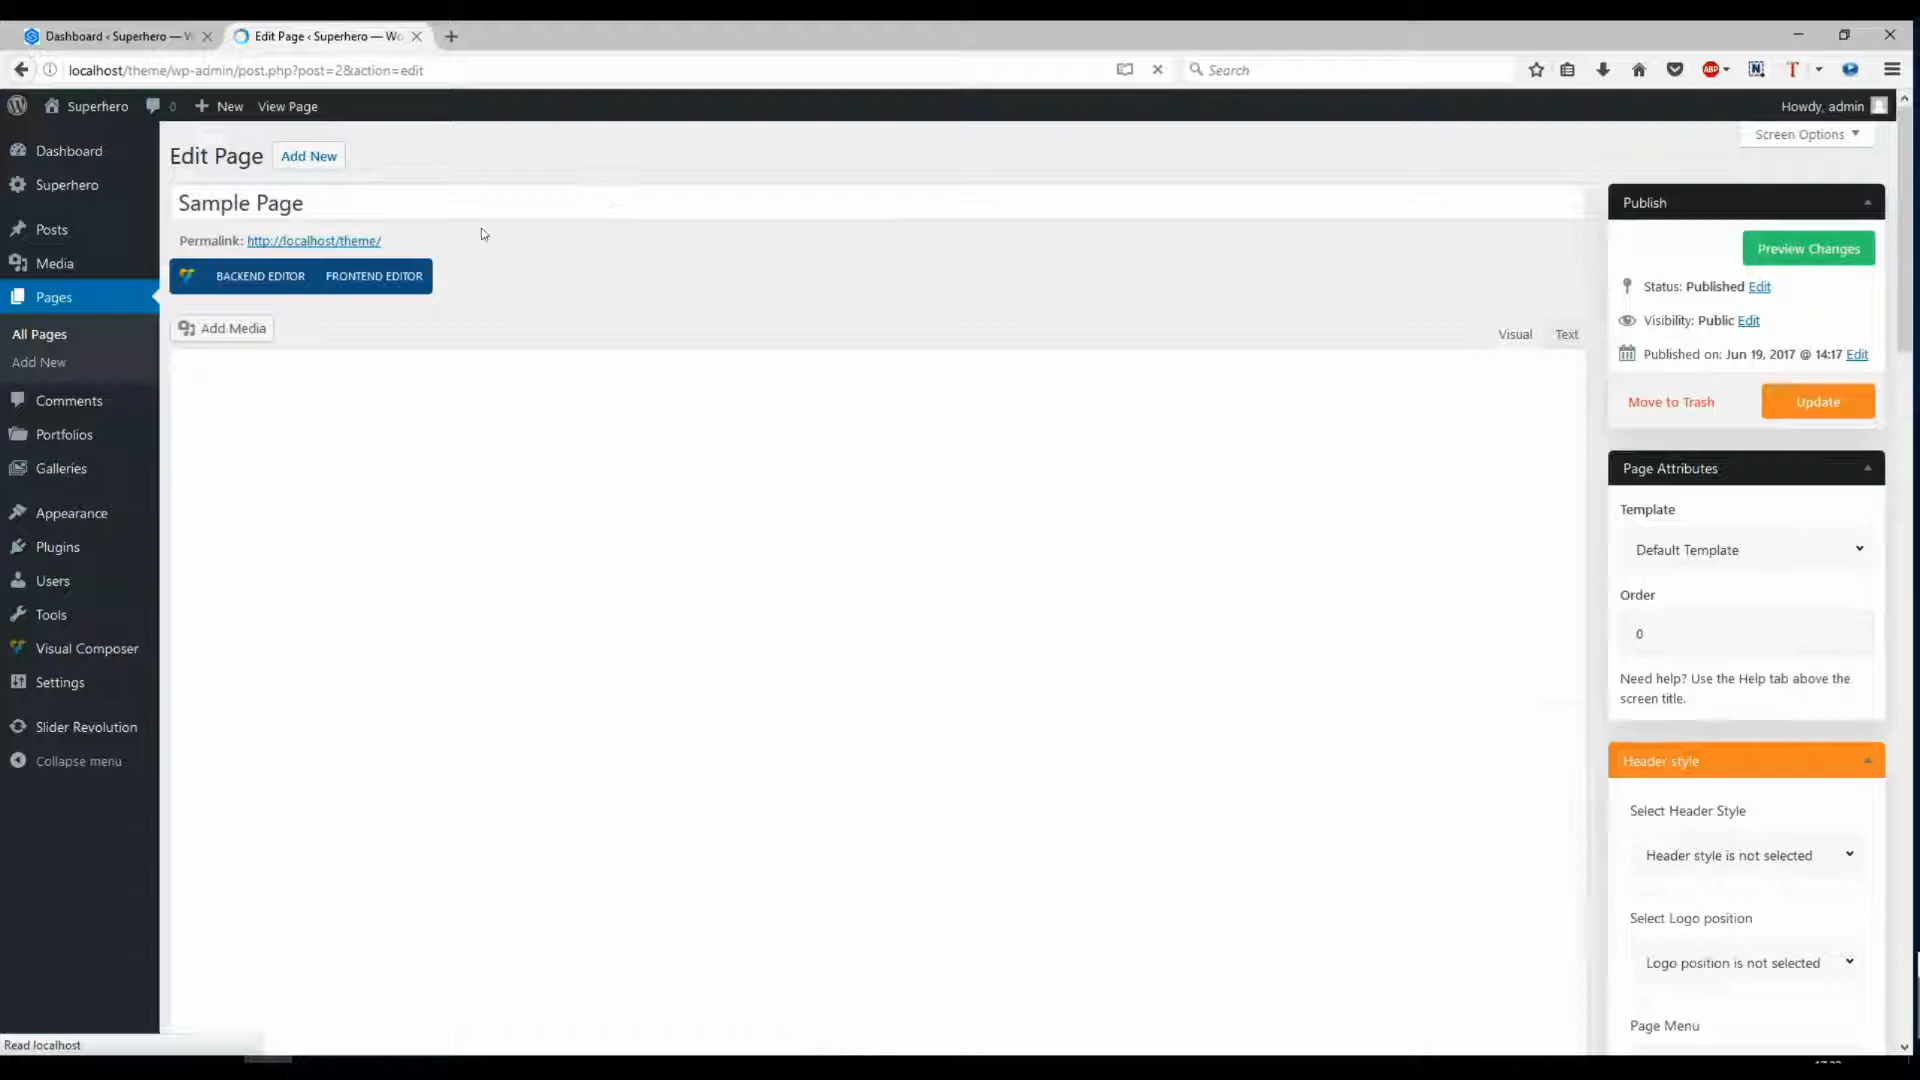 Dashboard ‹ Superhero — W
Edit Page ‹ Superhero — Wo
localhost/theme/wp-admin/post.php?post=2&action=edit
Search
ABP
N
T
Superhero
0
New
View Page
Howdy, admin
Screen Options
Dashboard
Superhero
Posts
Media
Pages
All Pages
Add New
Comments
Portfolios
Galleries
Appearance
Plugins
Users
Tools
Visual Composer
Settings
Slider Revolution
Collapse menu
Edit Page
Add New
Sample Page
Permalink: http://localhost/theme/
BACKEND EDITOR
FRONTEND EDITOR
Add Media
Visual
Text
Publish
Preview Changes
Status: Published Edit
Visibility: Public Edit
Published on: Jun 19, 2017 @ 14:17 Edit
Move to Trash
Update
Page Attributes
Template
Default Template
Order
0
Need help? Use the Help tab above the
screen title.
Header style
Select Header Style
Header style is not selected
Select Logo position
Logo position is not selected
Page Menu
Read localhost